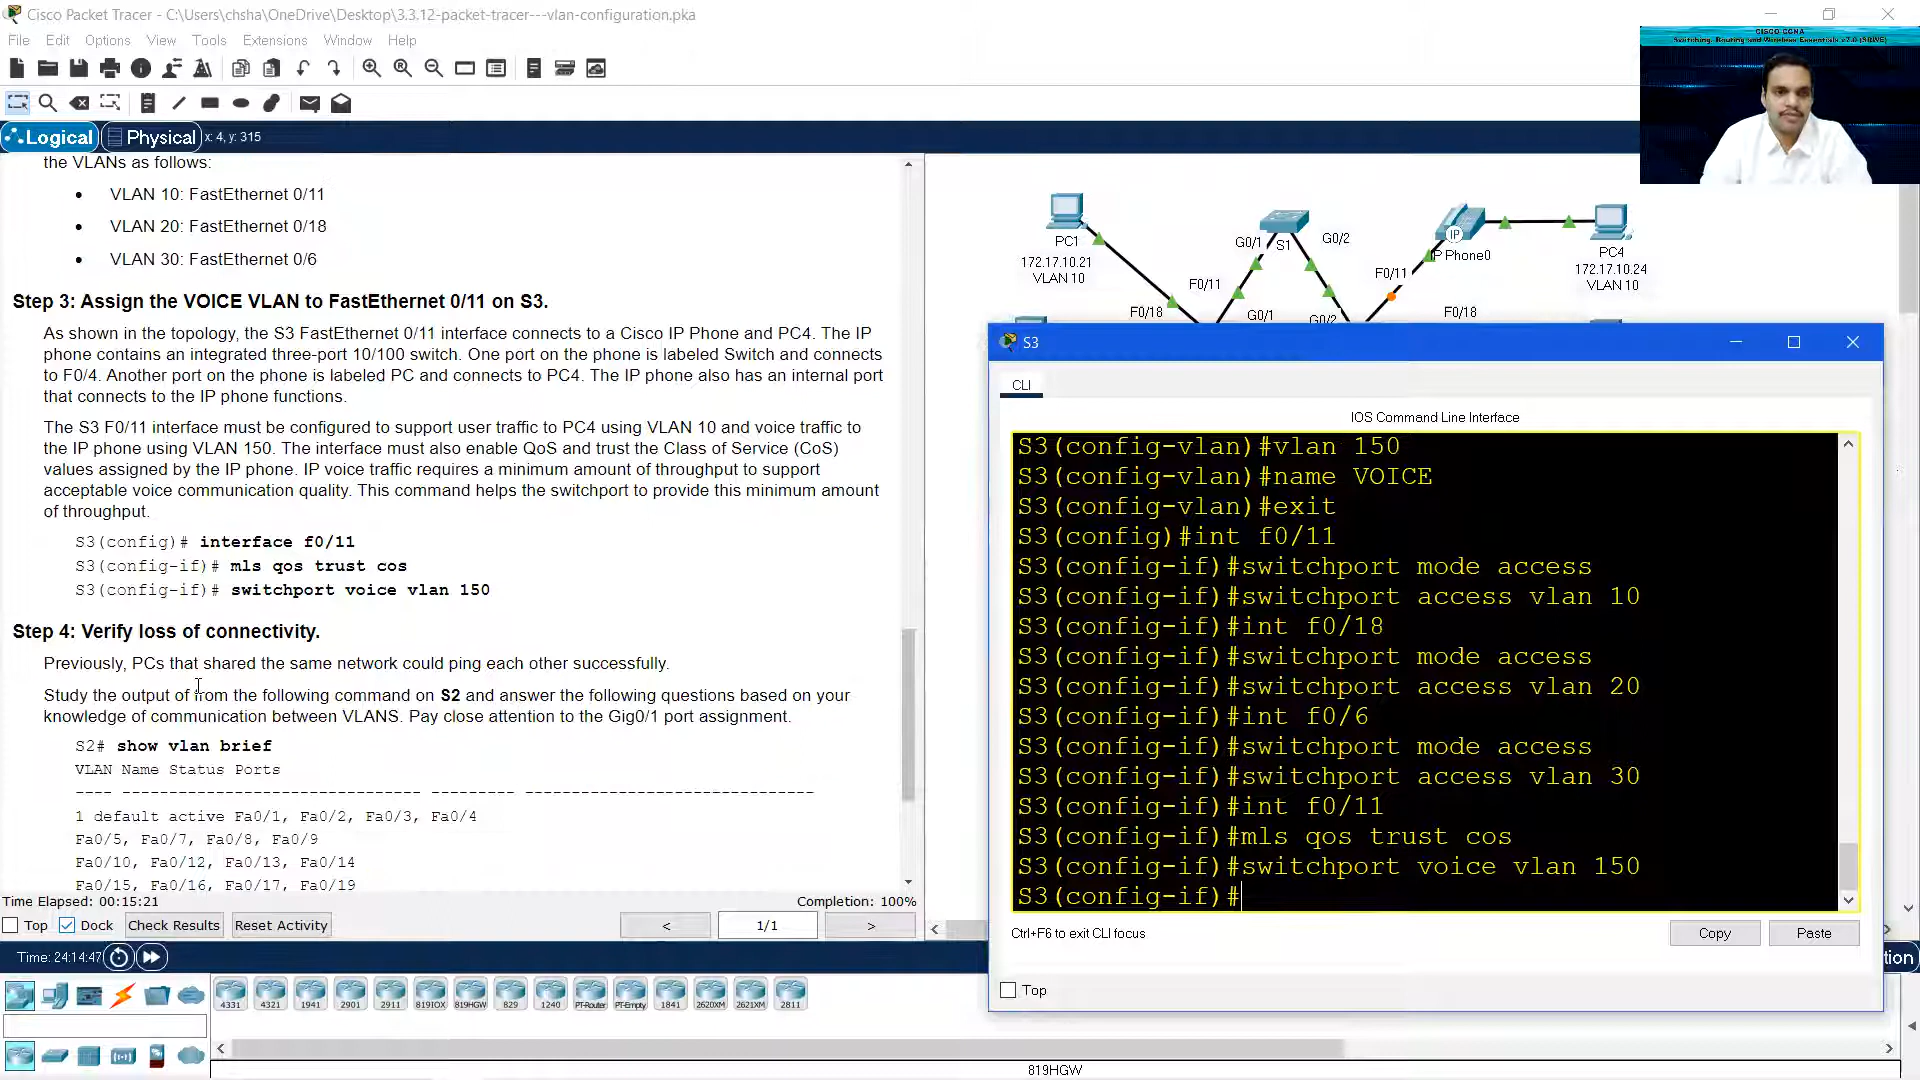 Cisco Packet Tracer - C:\Users\chsha\OneDrive\Desktop\3.3.12-packet-tracer---vlan-configuration.pka
File Edit Options View Tools Extensions Window Help
CISCO CCNA
Switching, Routing and Wireless Essentials v7.0 (SRWE)
Logical Physical x: 4, y: 315
the VLANs as follows:
• VLAN 10: FastEthernet 0/11
• VLAN 20: FastEthernet 0/18
• VLAN 30: FastEthernet 0/6
Step 3: Assign the VOICE VLAN to FastEthernet 0/11 on S3.
As shown in the topology, the S3 FastEthernet 0/11 interface connects to a Cisco IP Phone and PC4. The IP
phone contains an integrated three-port 10/100 switch. One port on the phone is labeled Switch and connects
to F0/4. Another port on the phone is labeled PC and connects to PC4. The IP phone also has an internal port
that connects to the IP phone functions.
The S3 F0/11 interface must be configured to support user traffic to PC4 using VLAN 10 and voice traffic to
the IP phone using VLAN 150. The interface must also enable QoS and trust the Class of Service (CoS)
values assigned by the IP phone. IP voice traffic requires a minimum amount of throughput to support
acceptable voice communication quality. This command helps the switchport to provide this minimum amount
of throughput.
S3(config)# interface f0/11
S3(config-if)# mls qos trust cos
S3(config-if)# switchport voice vlan 150
Step 4: Verify loss of connectivity.
Previously, PCs that shared the same network could ping each other successfully.
Study the output of from the following command on S2 and answer the following questions based on your
knowledge of communication between VLANS. Pay close attention to the Gig0/1 port assignment.
S2# show vlan brief
VLAN Name Status Ports
---- -------------------------------- --------- -------------------------------
1 default active Fa0/1, Fa0/2, Fa0/3, Fa0/4
Fa0/5, Fa0/7, Fa0/8, Fa0/9
Fa0/10, Fa0/12, Fa0/13, Fa0/14
Fa0/15, Fa0/16, Fa0/17, Fa0/19
Time Elapsed: 00:15:21 Completion: 100%
Top Dock Check Results Reset Activity < 1/1 >
PC1
172.17.10.21
VLAN 10
G0/1
S1
G0/2
IP
IP Phone0
PC4
172.17.10.24
VLAN 10
F0/11
F0/11
F0/18
G0/1
G0/2
F0/18
S3
CLI
IOS Command Line Interface
S3(config-vlan)#vlan 150
S3(config-vlan)#name VOICE
S3(config-vlan)#exit
S3(config)#int f0/11
S3(config-if)#switchport mode access
S3(config-if)#switchport access vlan 10
S3(config-if)#int f0/18
S3(config-if)#switchport mode access
S3(config-if)#switchport access vlan 20
S3(config-if)#int f0/6
S3(config-if)#switchport mode access
S3(config-if)#switchport access vlan 30
S3(config-if)#int f0/11
S3(config-if)#mls qos trust cos
S3(config-if)#switchport voice vlan 150
S3(config-if)#
Ctrl+F6 to exit CLI focus Copy Paste
Top
Time: 24:14:47
tion
4331 4321 1941 2901 2911 819IOX 819HGW 829 1240 PT-Router PT-Empty 1841 2620XM 2621XM 2811
819HGW